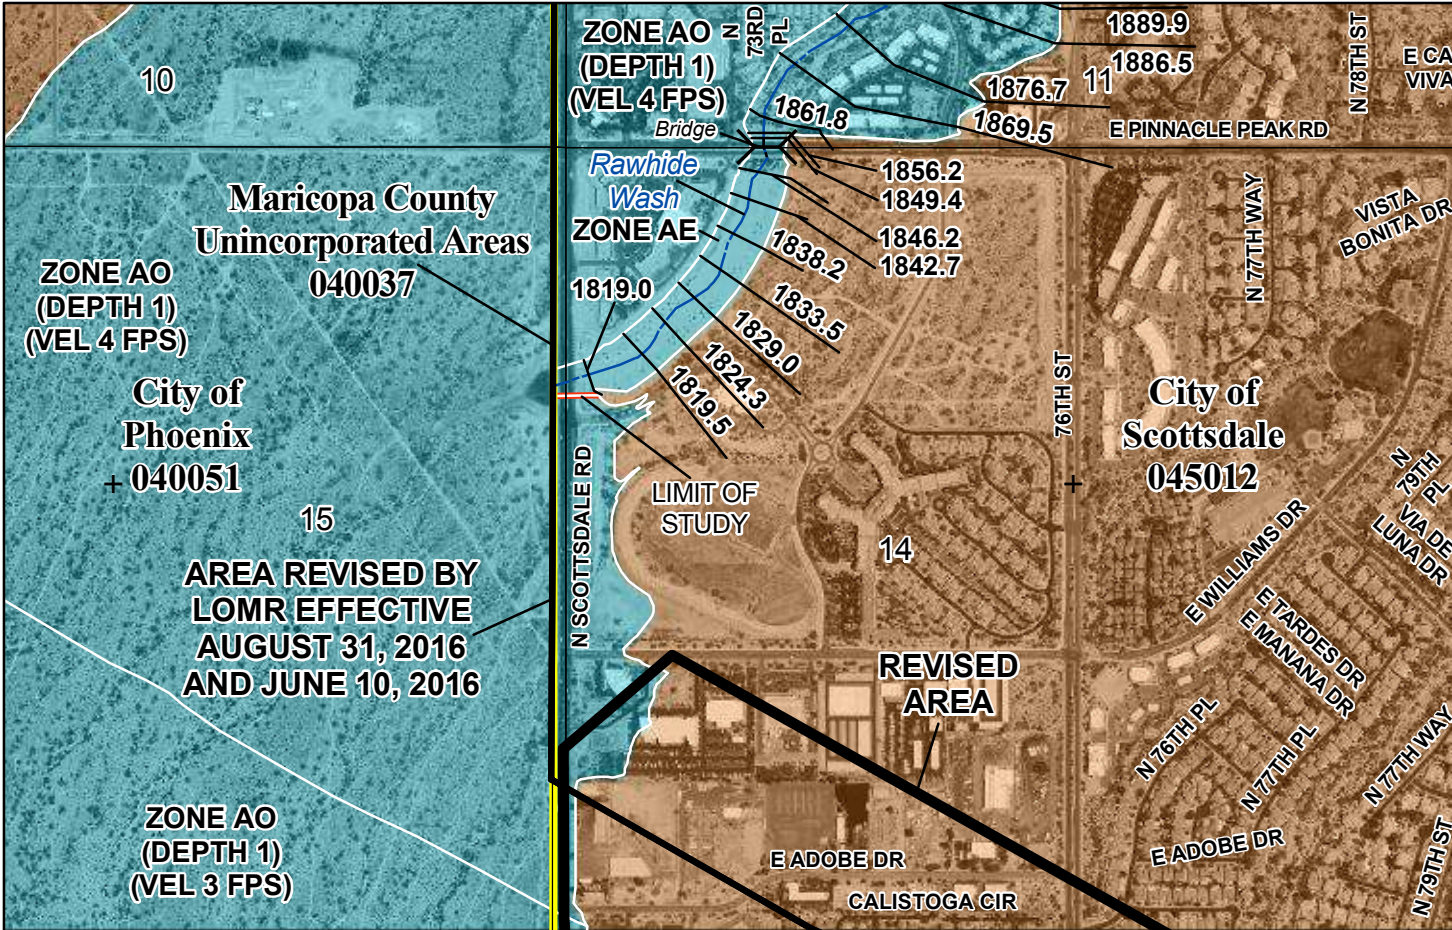 10
ZONE AO
(DEPTH 1)
(VEL 4 FPS)
N
73RD
PL
1889.9
1886.5
11
1876.7
1869.5
1861.8
N 78TH ST
E CA
VIVA
Bridge
E PINNACLE PEAK RD
Rawhide
Wash
ZONE AE
1856.2
1849.4
1846.2
1842.7
1838.2
1833.5
1829.0
1824.3
1819.5
1819.0
Maricopa County
Unincorporated Areas
040037
ZONE AO
(DEPTH 1)
(VEL 4 FPS)
City of
Phoenix
040051
15
N 77TH WAY
VISTA
BONITA DR
76TH ST
City of
Scottsdale
045012
N SCOTTSDALE RD
LIMIT OF
STUDY
14
N
79TH
PL
VIA DE
LUNA DR
E WILLIAMS DR
E TARDES DR
E MANANA DR
AREA REVISED BY
LOMR EFFECTIVE
AUGUST 31, 2016
AND JUNE 10, 2016
REVISED
AREA
N 76TH PL
N 77TH PL
N 77TH WAY
ZONE AO
(DEPTH 1)
(VEL 3 FPS)
E ADOBE DR
E ADOBE DR
CALISTOGA CIR
N 79TH ST